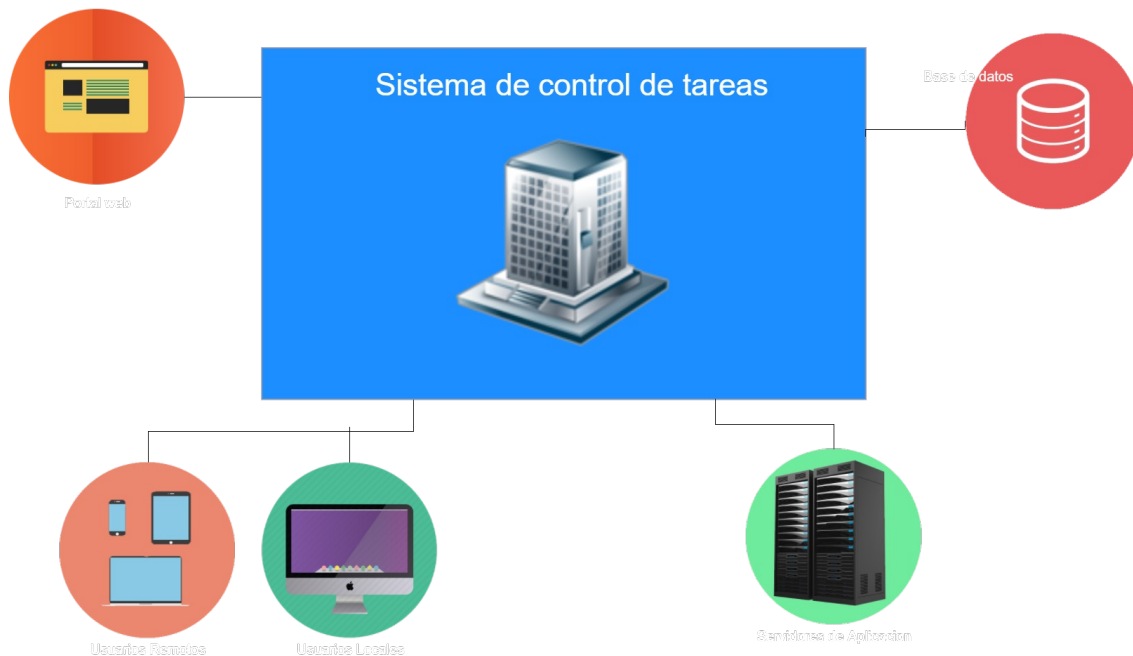 Sistema de control de tareas
Base de datos
Portal web
Usuarios Remotos
Usuarios Locales
Servidores de Aplicacion